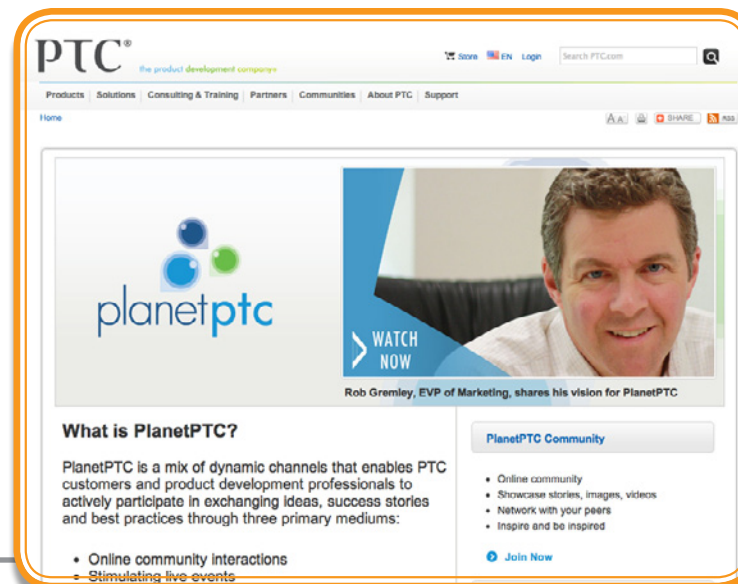 PTC®
the product development company®
Store EN Login Search PTC.com
Products Solutions Consulting & Training Partners Communities About PTC Support
Home
A A SHARE RSS
planetptc
WATCH
NOW
Rob Gremley, EVP of Marketing, shares his vision for PlanetPTC
What is PlanetPTC?
PlanetPTC is a mix of dynamic channels that enables PTC
customers and product development professionals to
actively participate in exchanging ideas, success stories
and best practices through three primary mediums:
• Online community interactions
• Stimulating live events
PlanetPTC Community
• Online community
• Showcase stories, images, videos
• Network with your peers
• Inspire and be inspired
Join Now